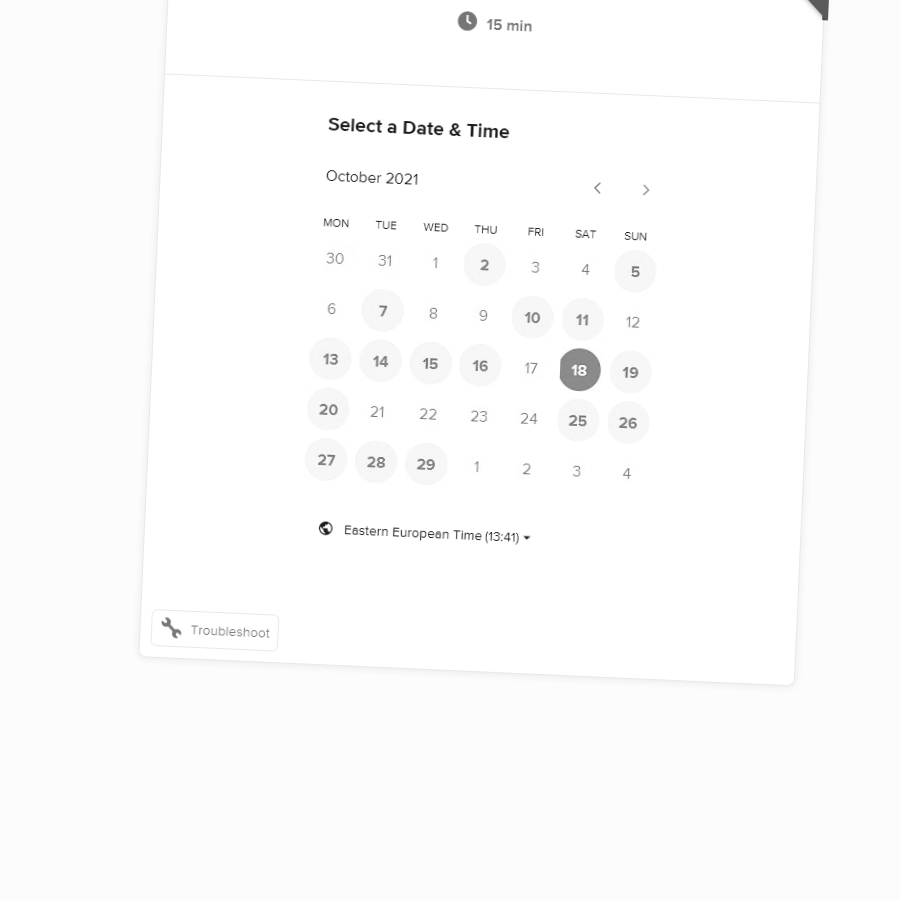 15 min
Select a Date & Time
October 2021
MON TUE WED THU FRI SAT SUN
30 31 1 2 3 4 5
6 7 8 9 10 11 12
13 14 15 16 17 18 19
20 21 22 23 24 25 26
27 28 29 1 2 3 4
Eastern European Time (13:41)
Troubleshoot